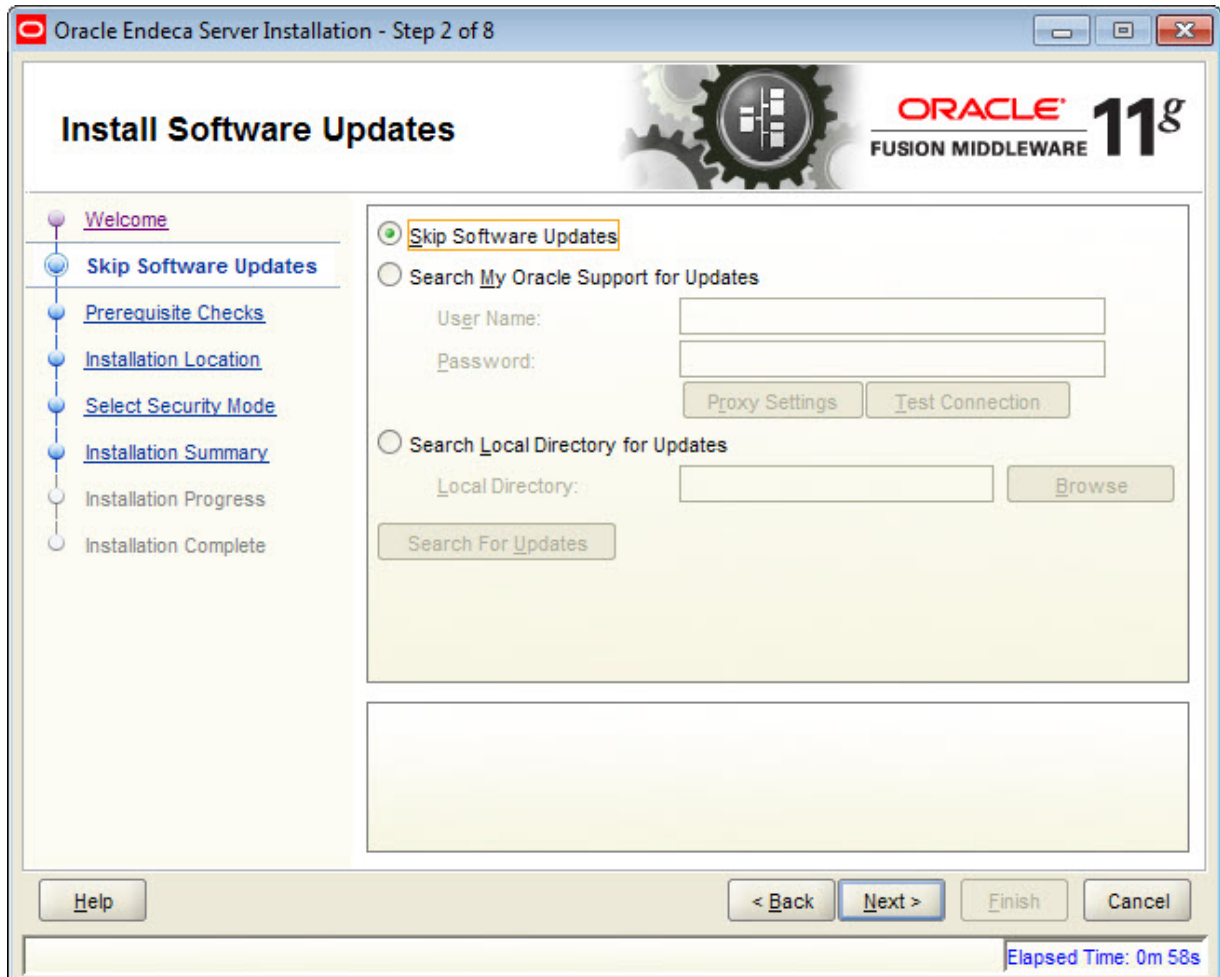 Oracle Endeca Server Installation - Step 2 of 8
Install Software Updates
ORACLE
FUSION MIDDLEWARE
11g
Welcome
Skip Software Updates
Prerequisite Checks
Installation Location
Select Security Mode
Installation Summary
Installation Progress
Installation Complete
Skip Software Updates
Search My Oracle Support for Updates
User Name:
Password:
Proxy Settings Test Connection
Search Local Directory for Updates
Local Directory: Browse
Search For Updates
Help < Back Next > Finish Cancel
Elapsed Time: 0m 58s